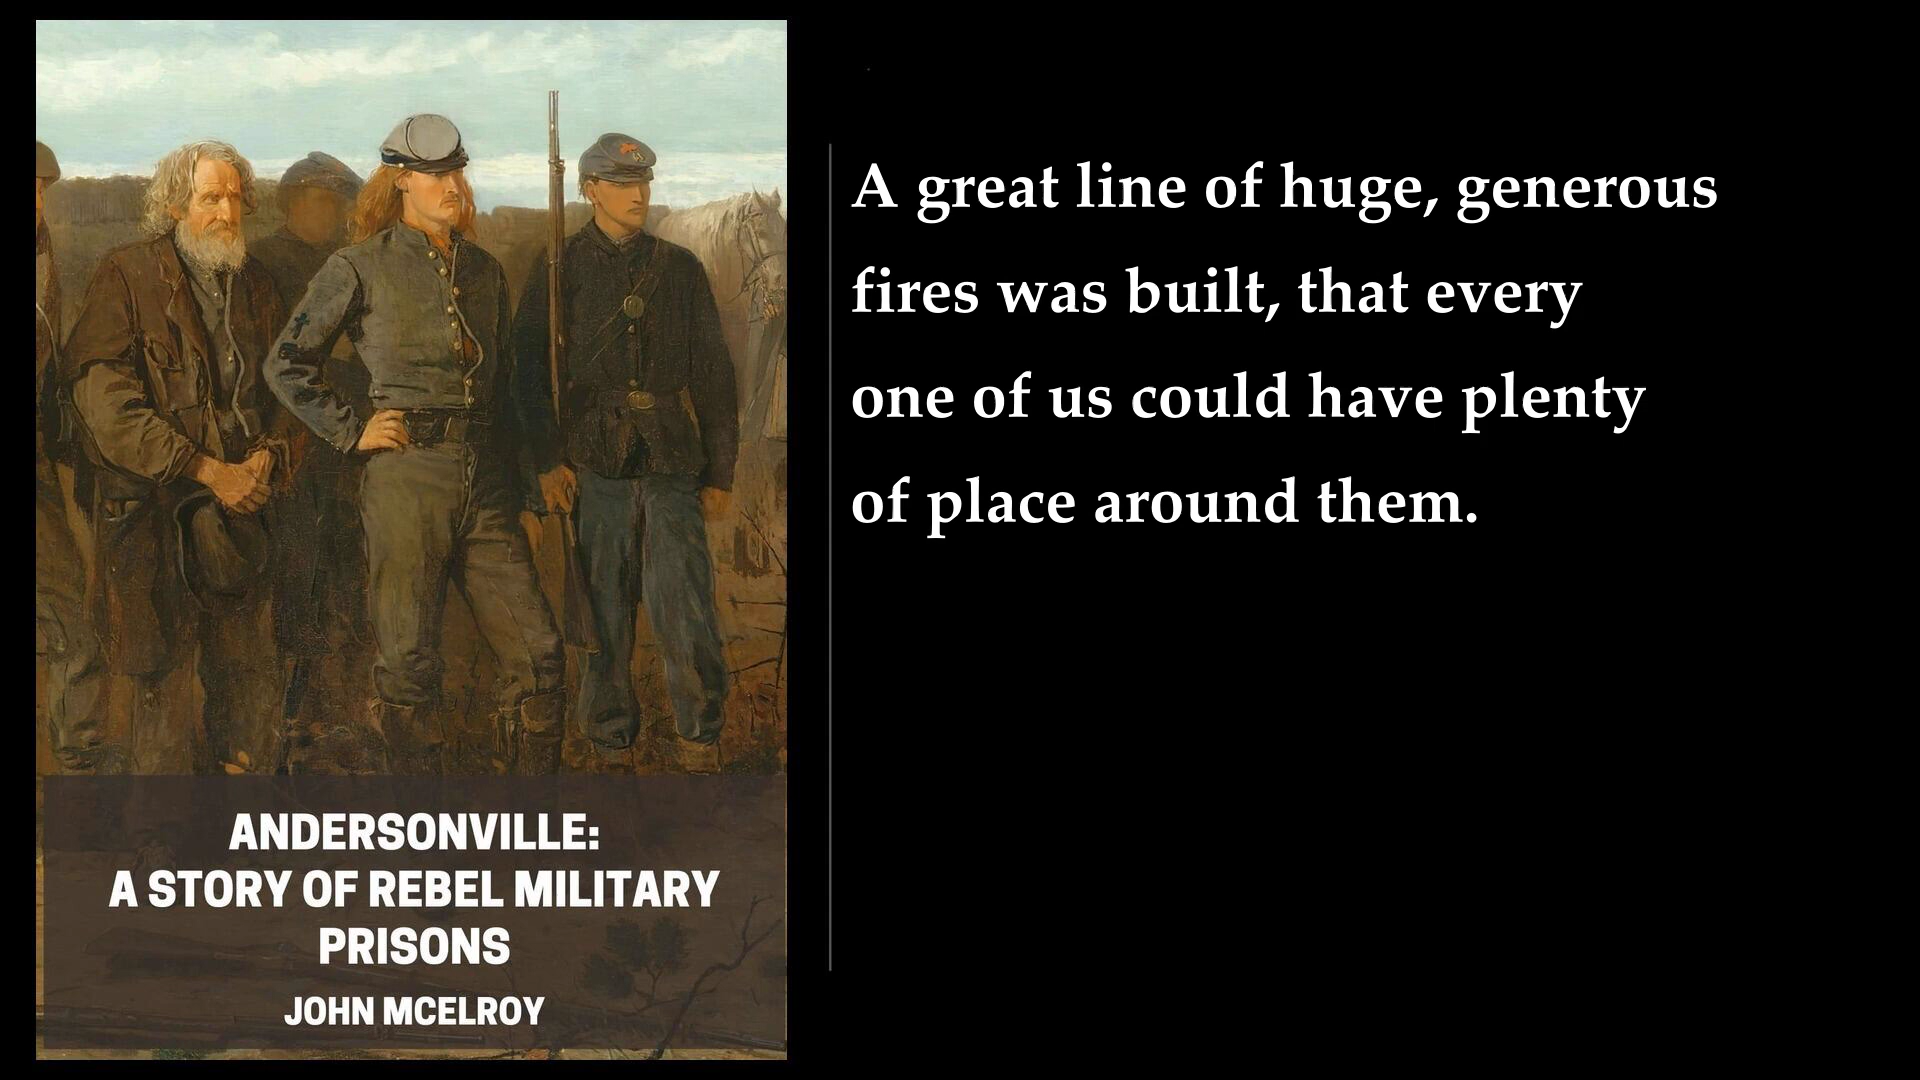 A great line of huge, generous
fires was built, that every
one of us could have plenty
of place around them.
ANDERSONVILLE:
A STORY OF REBEL MILITARY
PRISONS
JOHN MCELROY